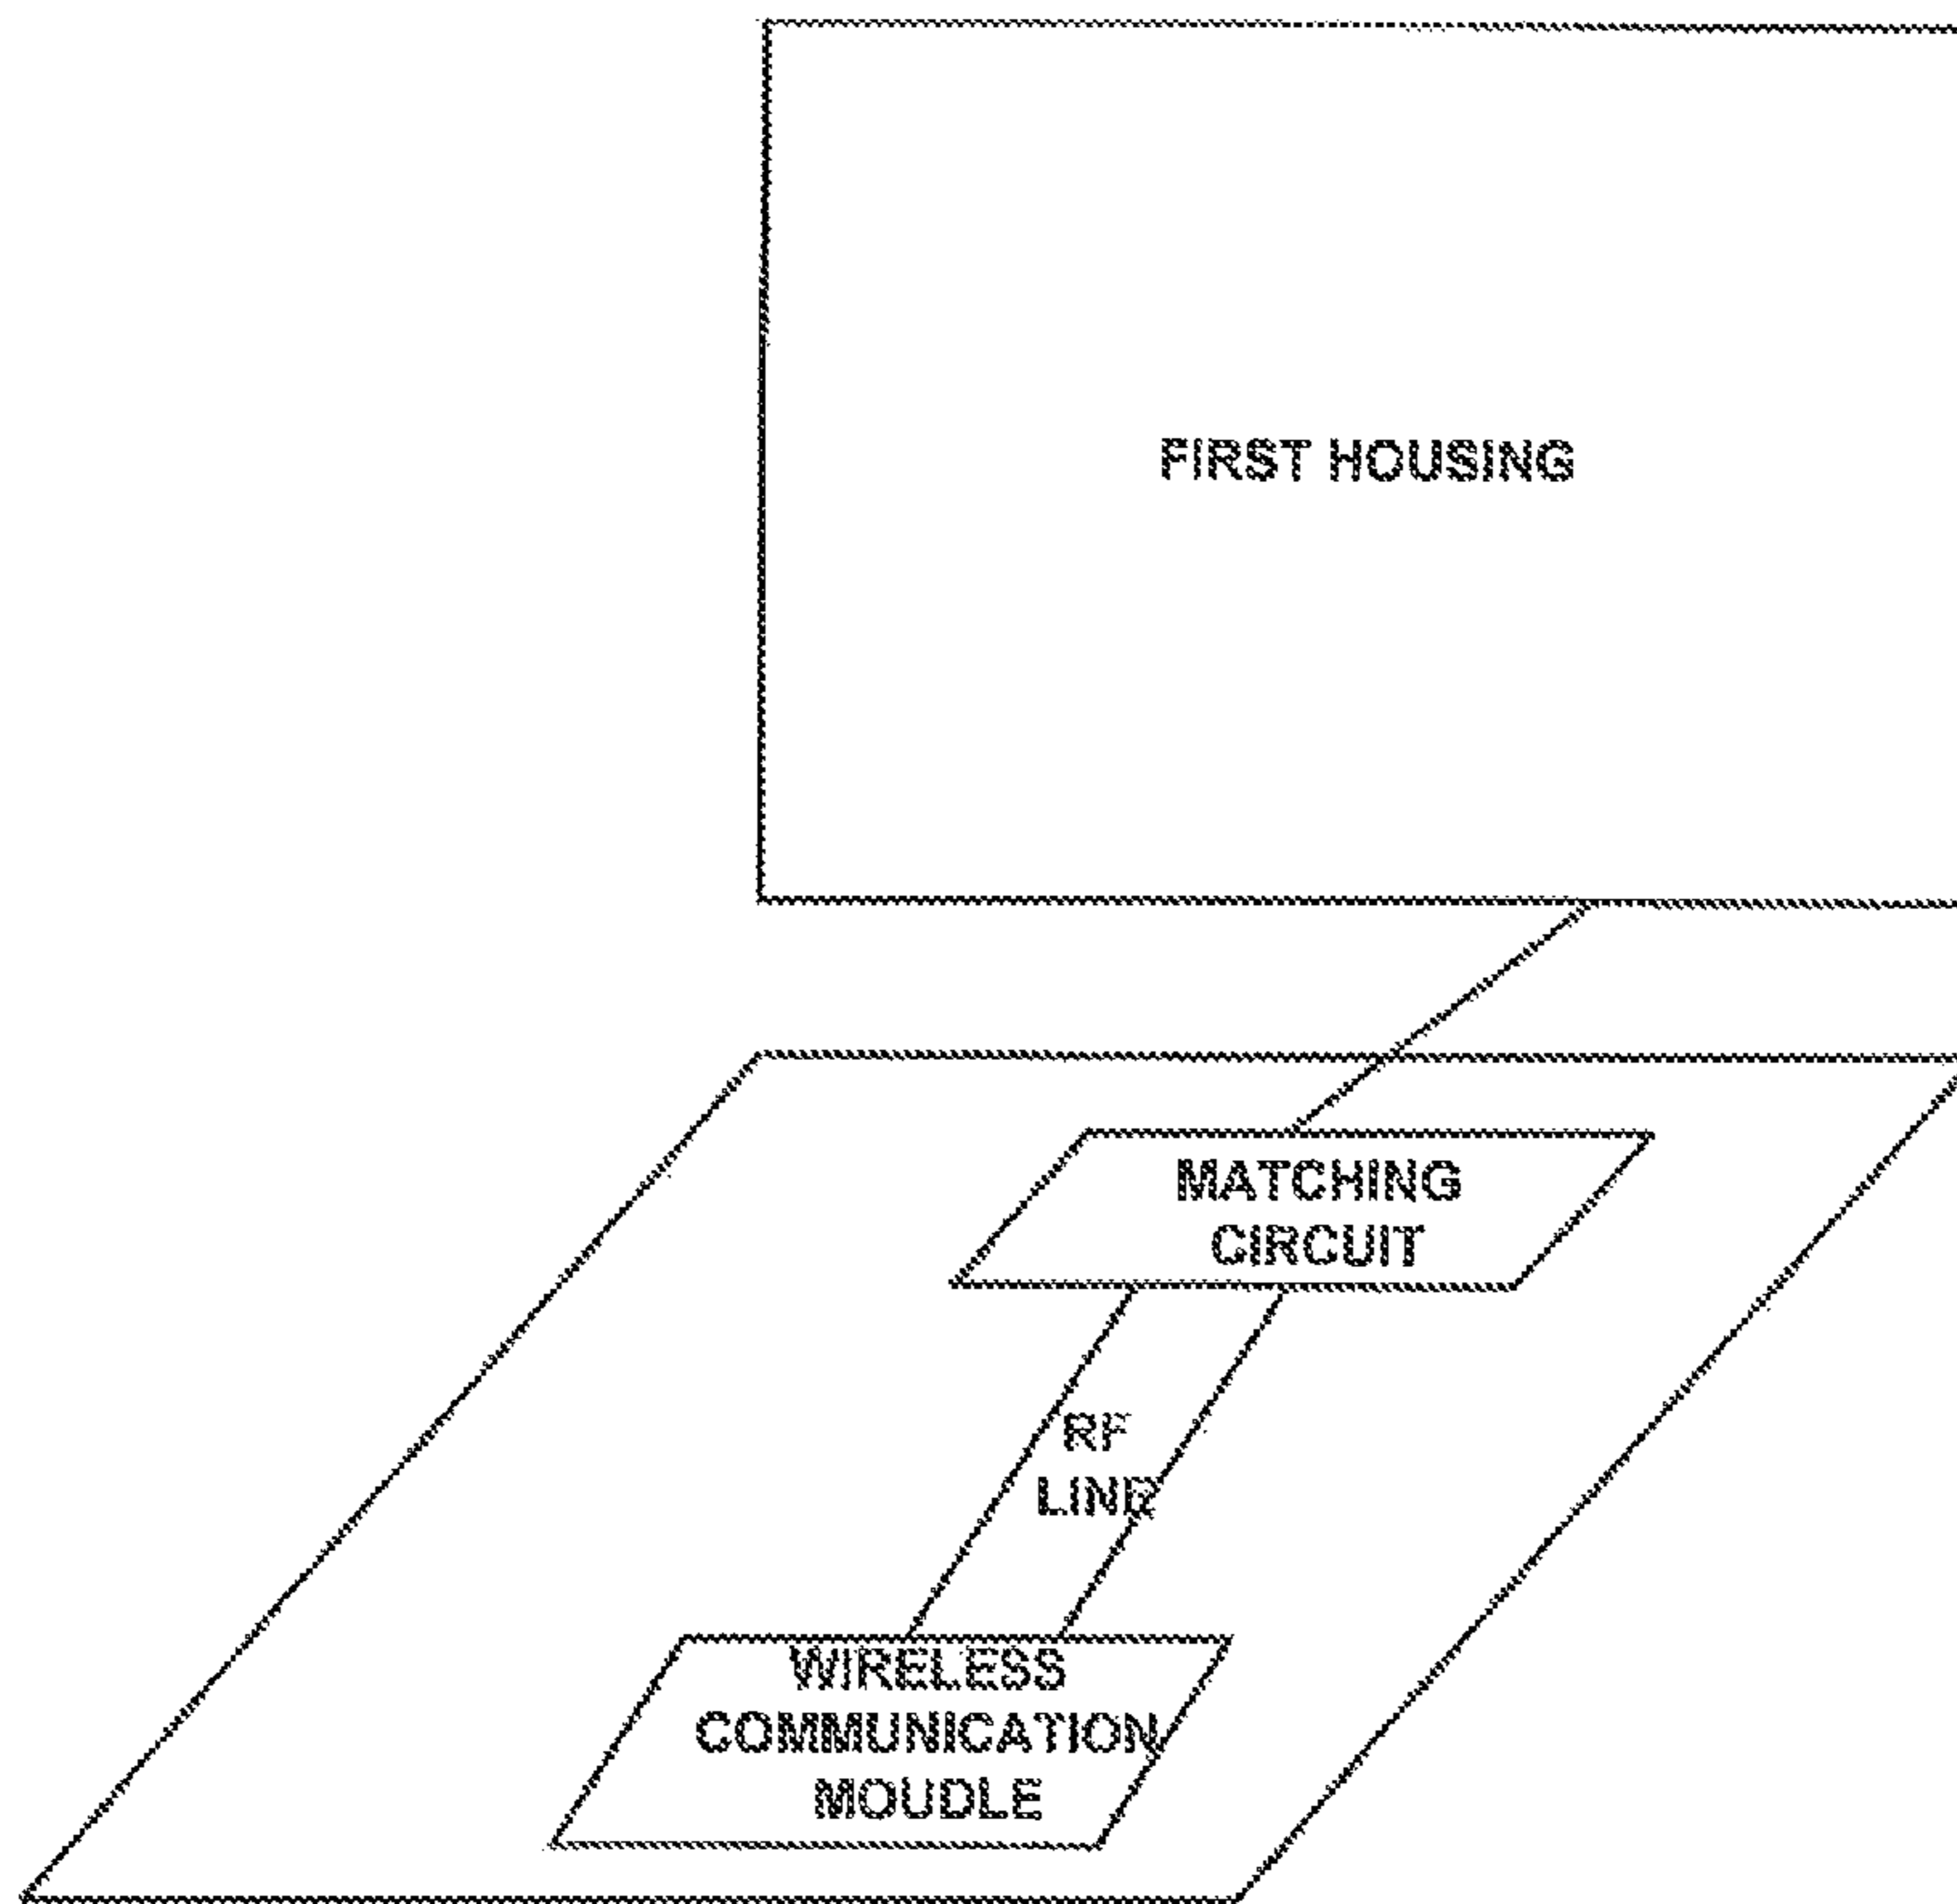 FIRST HOUSING
MATCHING
CIRCUIT
RF
LINE
WIRELESS
COMMUNICATION
MOUDLE